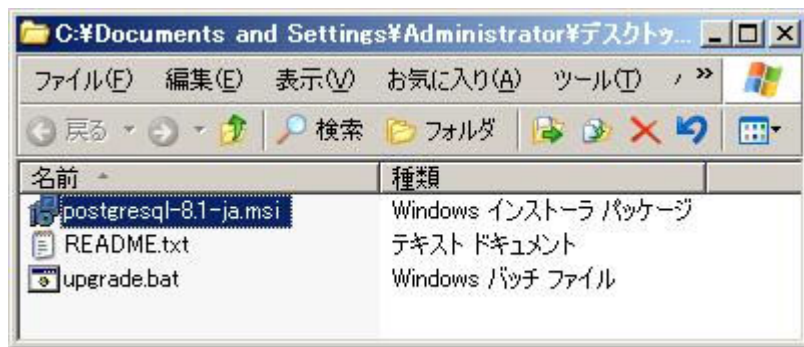 C:¥Documents and Settings¥Administrator¥デスクトッ...
ファイル(F) 編集(E) 表示(V) お気に入り(A) ツール(T) »
戻る 検索 フォルダ
名前 種類
postgresql-8.1-ja.msi Windows インストーラ パッケージ
README.txt テキスト ドキュメント
upgrade.bat Windows バッチ ファイル